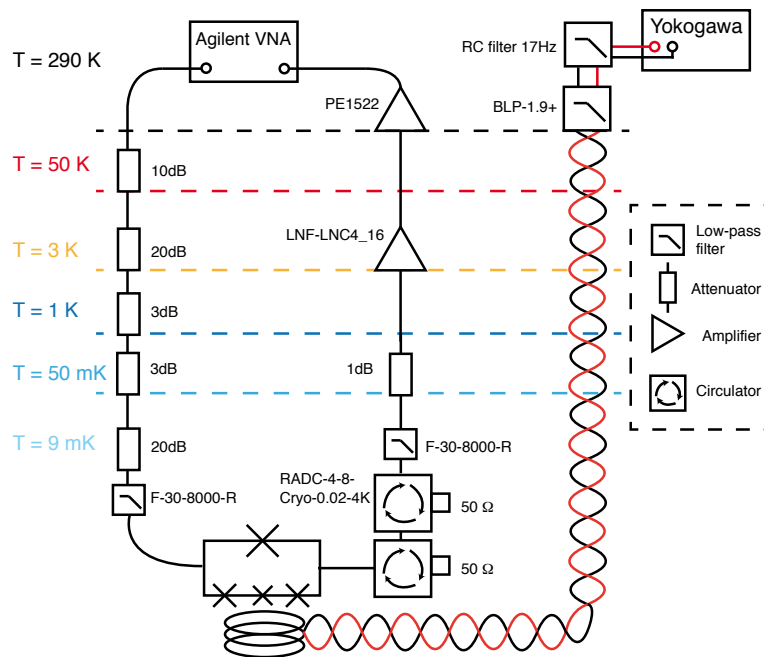 Agilent VNA
RC filter 17Hz
Yokogawa
T = 290 K
PE1522
BLP-1.9+
T = 50 K
10dB
T = 3 K
20dB
LNF-LNC4_16
Low-pass
filter
T = 1 K
3dB
Attenuator
T = 50 mK
3dB
1dB
Amplifier
Circulator
T = 9 mK
20dB
F-30-8000-R
F-30-8000-R
RADC-4-8-
Cryo-0.02-4K
50 Ω
50 Ω